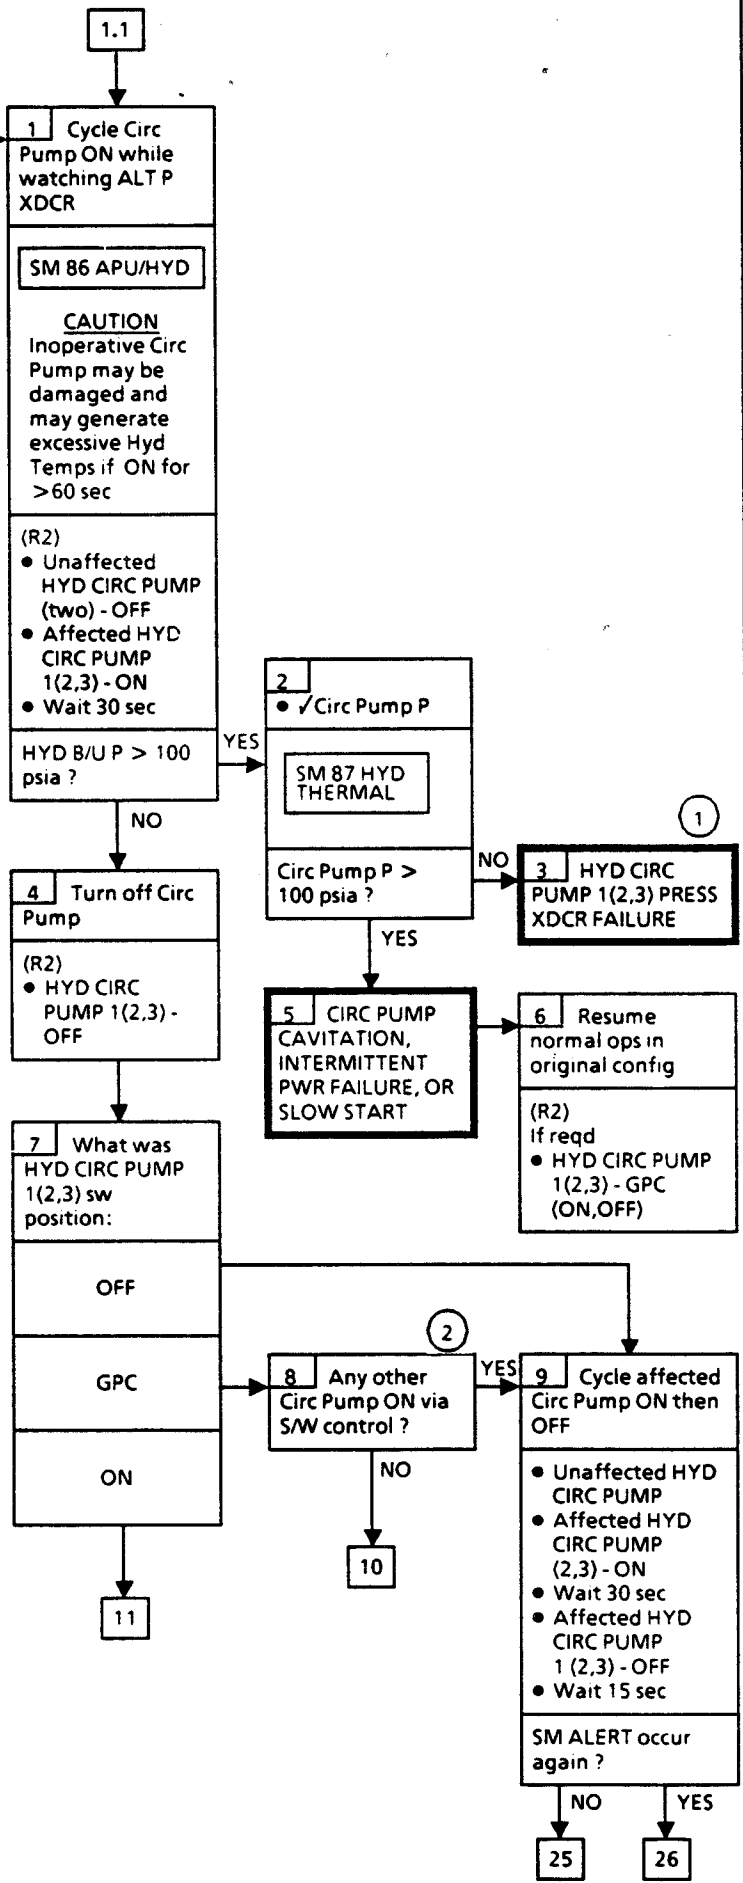 1.1
1 Cycle Circ
Pump ON while
watching ALT P
XDCR
SM 86 APU/HYD
CAUTION
Inoperative Circ
Pump may be
damaged and
may generate
excessive Hyd
Temps if ON for
>60 sec
(R2)
● Unaffected
HYD CIRC PUMP
(two) - OFF
● Affected HYD
CIRC PUMP
1(2,3) - ON
● Wait 30 sec
HYD B/U P > 100
psia ?
YES
NO
2
● ✓Circ Pump P
SM 87 HYD
THERMAL
Circ Pump P >
100 psia ?
NO
YES
1
3 HYD CIRC
PUMP 1(2,3) PRESS
XDCR FAILURE
4 Turn off Circ
Pump
(R2)
● HYD CIRC
PUMP 1(2,3) -
OFF
5 CIRC PUMP
CAVITATION,
INTERMITTENT
PWR FAILURE, OR
SLOW START
6 Resume
normal ops in
original config
(R2)
If reqd
● HYD CIRC PUMP
1(2,3) - GPC
(ON,OFF)
7 What was
HYD CIRC PUMP
1(2,3) sw
position:
OFF
GPC
ON
11
2
8 Any other
Circ Pump ON via
S/W control ?
YES
NO
10
9 Cycle affected
Circ Pump ON then
OFF
● Unaffected HYD
CIRC PUMP
● Affected HYD
CIRC PUMP
(2,3) - ON
● Wait 30 sec
● Affected HYD
CIRC PUMP
1 (2,3) - OFF
● Wait 15 sec
SM ALERT occur
again ?
NO
YES
25
26